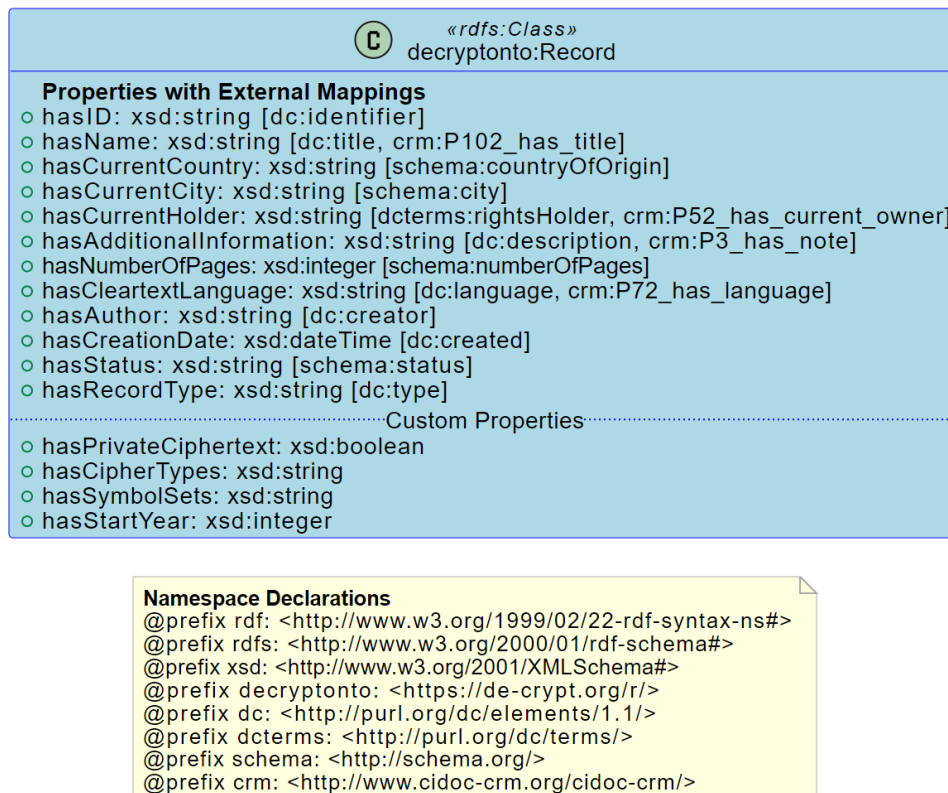 C
«rdfs:Class»
decryptonto:Record
Properties with External Mappings
hasID: xsd:string [dc:identifier]
hasName: xsd:string [dc:title, crm:P102_has_title]
hasCurrentCountry: xsd:string [schema:countryOfOrigin]
hasCurrentCity: xsd:string [schema:city]
hasCurrentHolder: xsd:string [dcterms:rightsHolder, crm:P52_has_current_owner]
hasAdditionalInformation: xsd:string [dc:description, crm:P3_has_note]
hasNumberOfPages: xsd:integer [schema:numberOfPages]
hasCleartextLanguage: xsd:string [dc:language, crm:P72_has_language]
hasAuthor: xsd:string [dc:creator]
hasCreationDate: xsd:dateTime [dc:created]
hasStatus: xsd:string [schema:status]
hasRecordType: xsd:string [dc:type]
Custom Properties
hasPrivateCiphertext: xsd:boolean
hasCipherTypes: xsd:string
hasSymbolSets: xsd:string
hasStartYear: xsd:integer
Namespace Declarations
@prefix rdf: <http://www.w3.org/1999/02/22-rdf-syntax-ns#>
@prefix rdfs: <http://www.w3.org/2000/01/rdf-schema#>
@prefix xsd: <http://www.w3.org/2001/XMLSchema#>
@prefix decryptonto: <https://de-crypt.org/r/>
@prefix dc: <http://purl.org/dc/elements/1.1/>
@prefix dcterms: <http://purl.org/dc/terms/>
@prefix schema: <http://schema.org/>
@prefix crm: <http://www.cidoc-crm.org/cidoc-crm/>